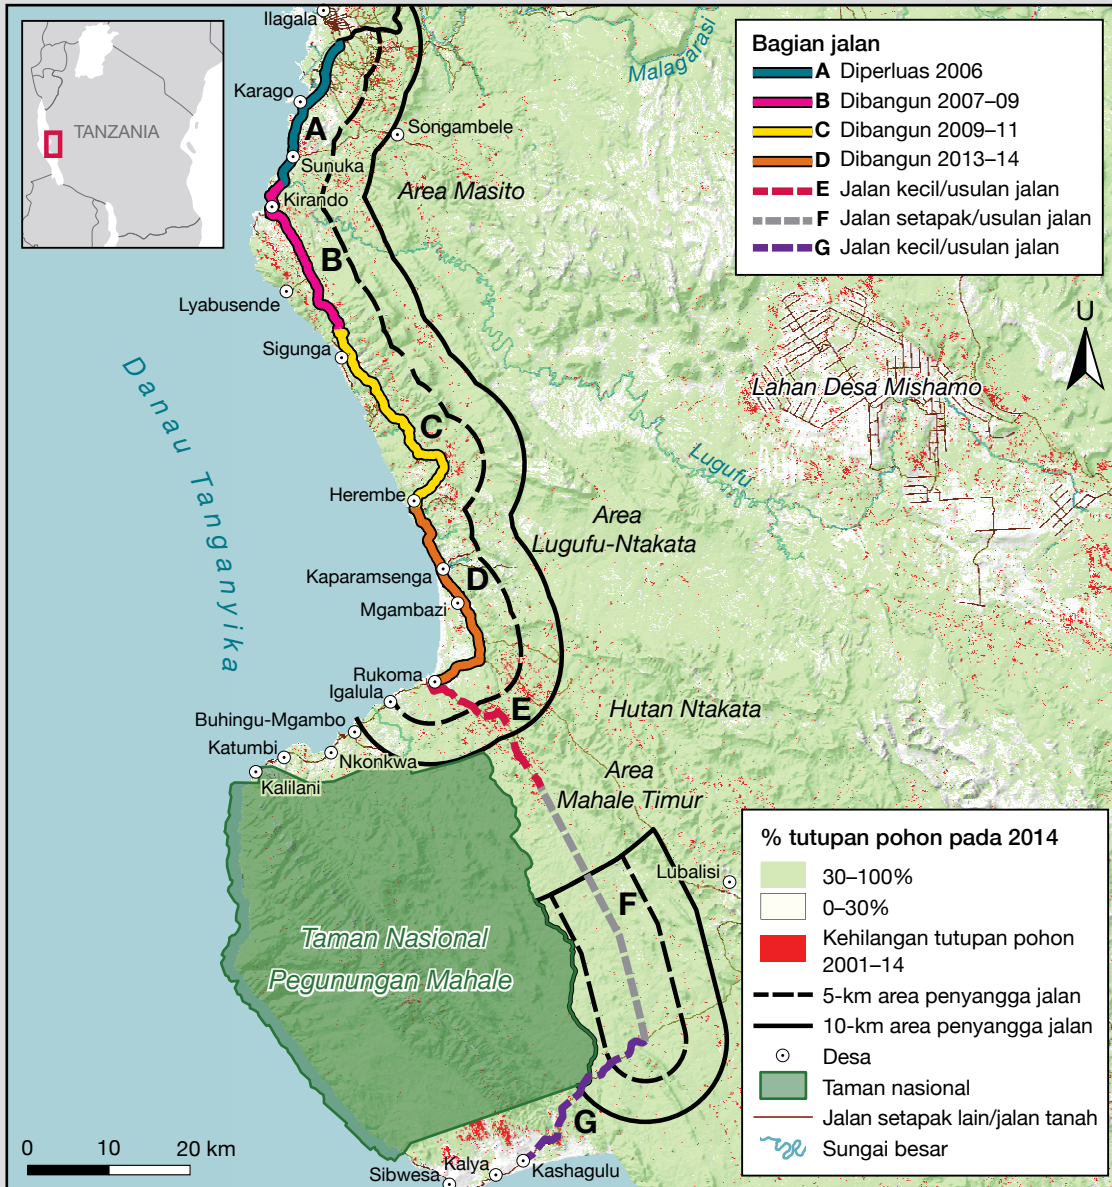 TANZANIA
Bagian jalan
A Diperluas 2006
B Dibangun 2007–09
C Dibangun 2009–11
D Dibangun 2013–14
E Jalan kecil/usulan jalan
F Jalan setapak/usulan jalan
G Jalan kecil/usulan jalan
U
Ilagala
Malagarasi
Karago
A
Songambele
Sunuka
Area Masito
Kirando
B
Lyabusende
Sigunga
Danau Tanganyika
Lahan Desa Mishamo
C
Lugufu
Herembe
Area
Lugufu-Ntakata
Kaparamsenga
D
Mgambazi
Rukoma
Igalula
E
Hutan Ntakata
Buhingu-Mgambo
Katumbi
Nkonkwa
Kalilani
Area
Mahale Timur
Lubalisi
F
Taman Nasional
Pegunungan Mahale
G
Kalya
Kashagulu
Sibwesa
0 10 20 km
% tutupan pohon pada 2014
30–100%
0–30%
Kehilangan tutupan pohon
2001–14
5-km area penyangga jalan
10-km area penyangga jalan
Desa
Taman nasional
Jalan setapak lain/jalan tanah
Sungai besar